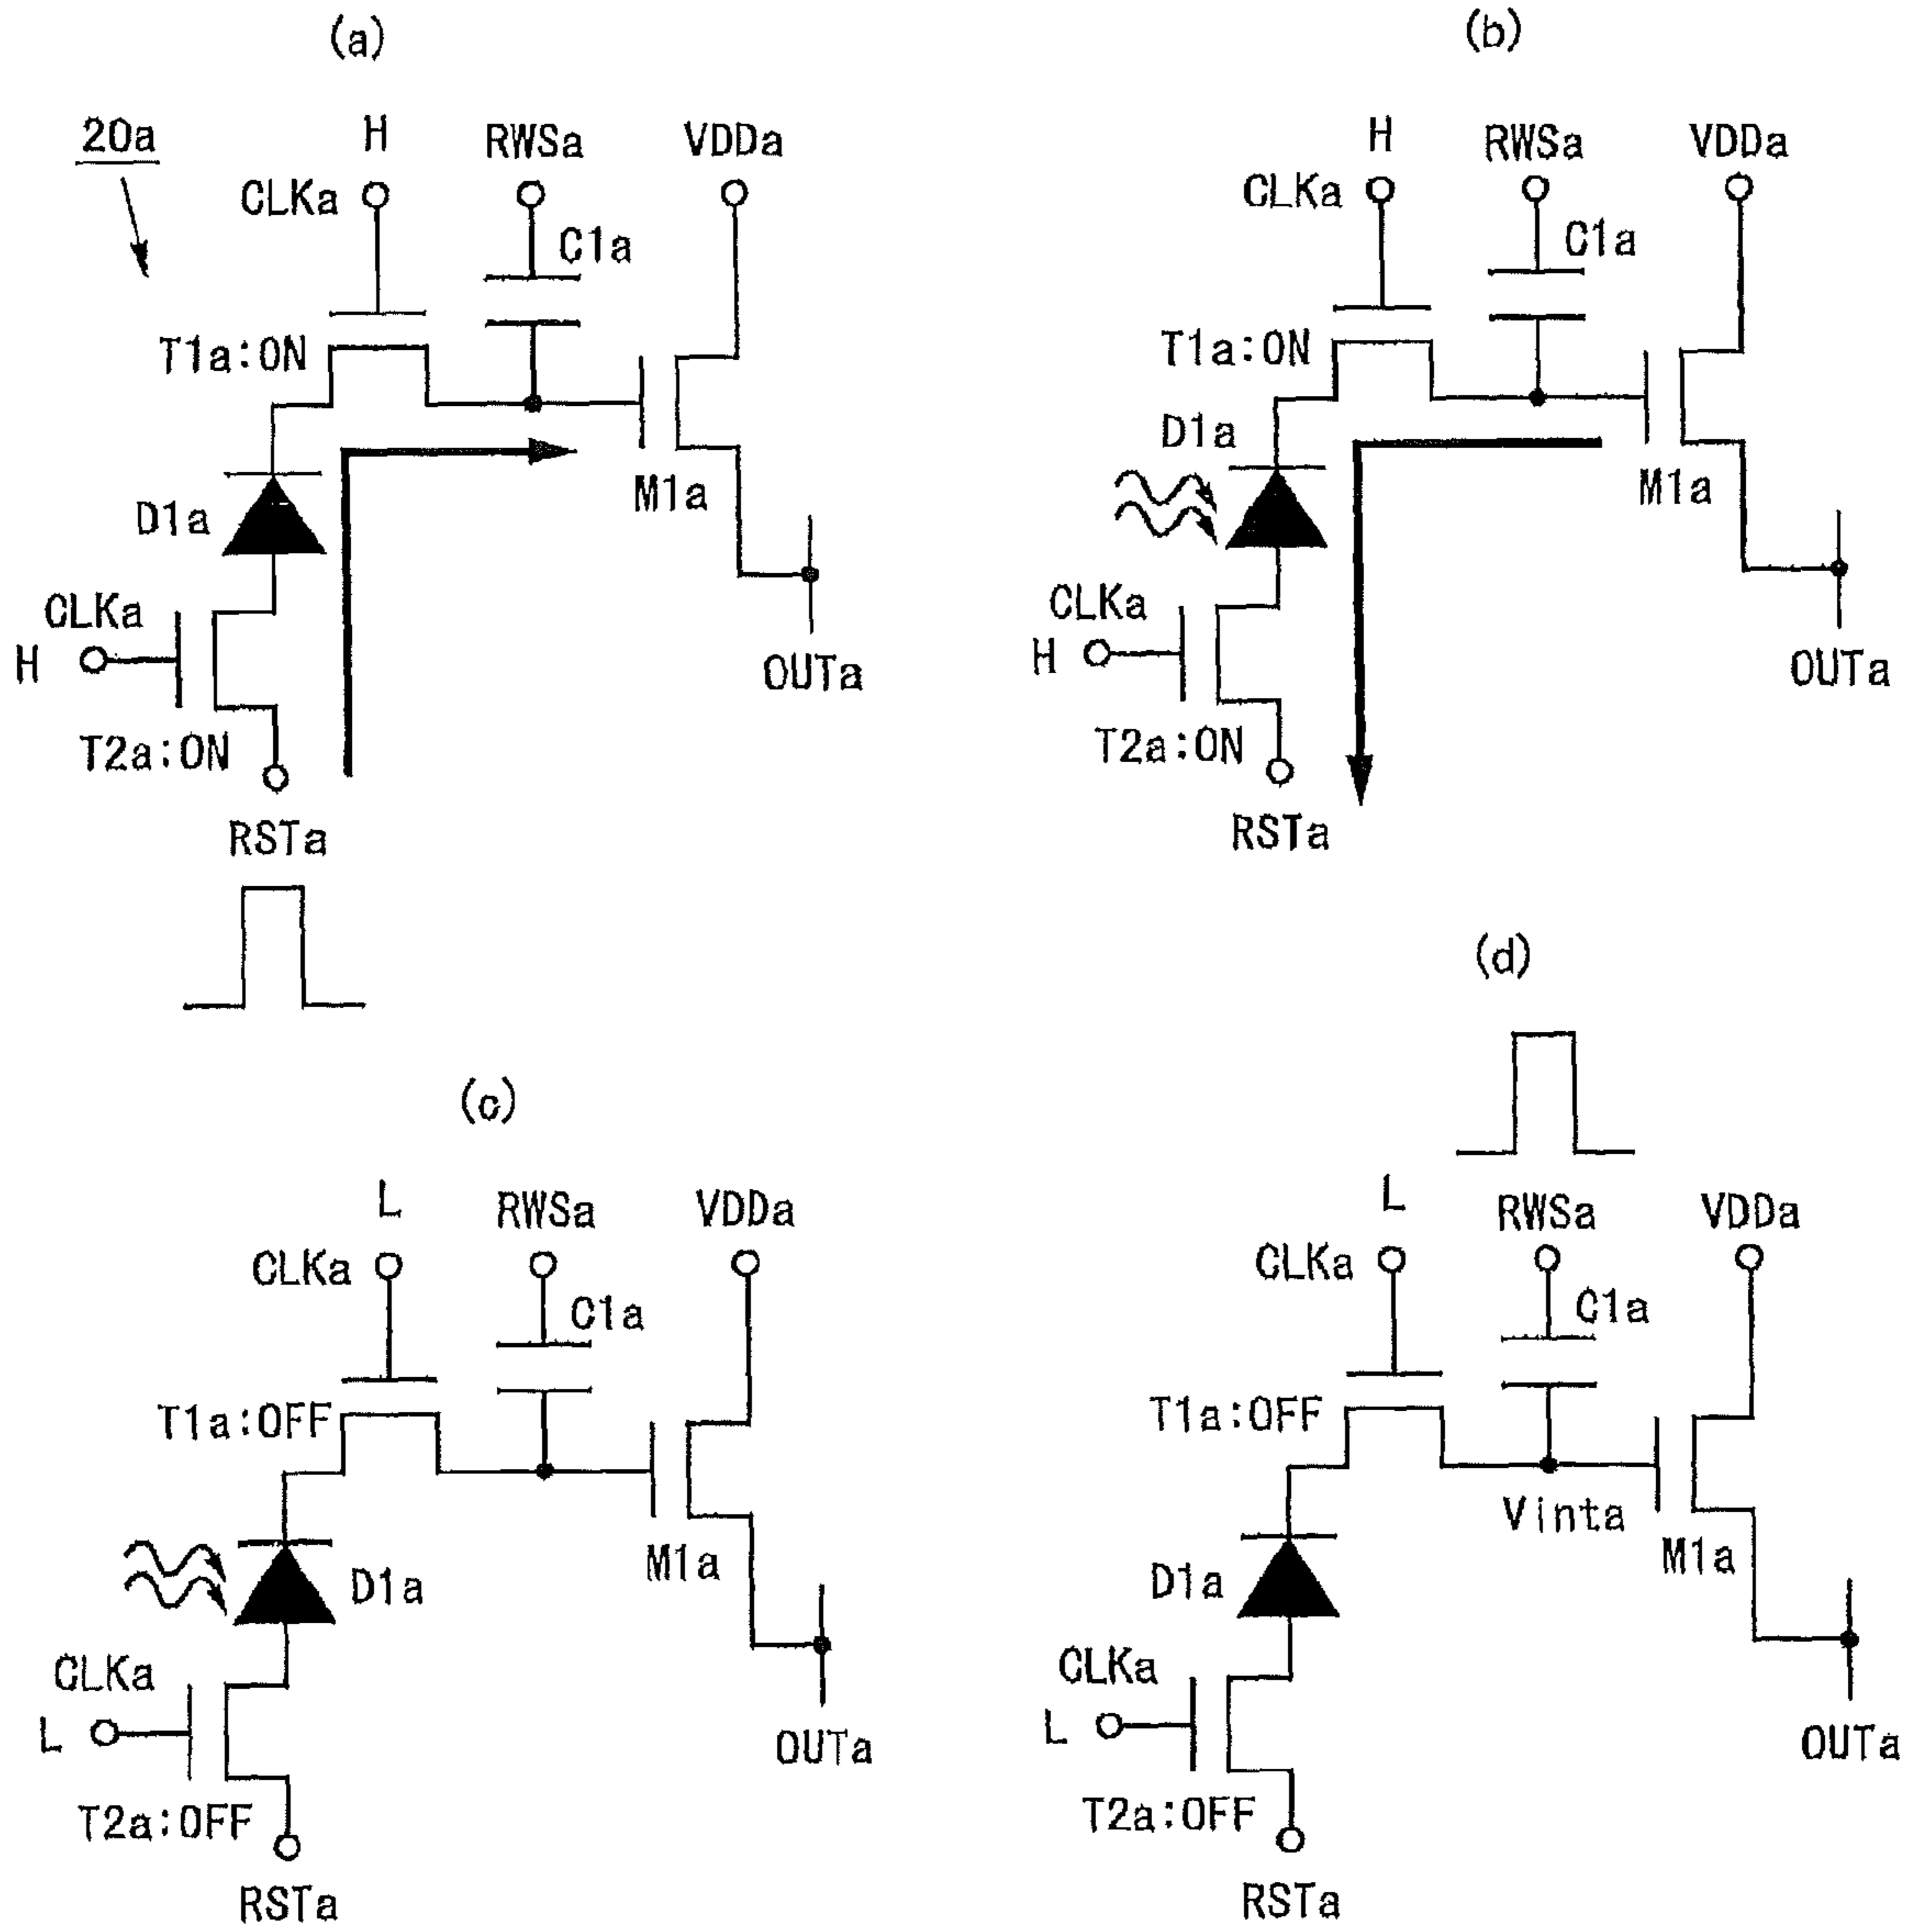 (a)
20a
H
RWSa
VDDa
CLKa
C1a
T1a:ON
D1a
M1a
CLKa
H
T2a:ON
OUTa
RSTa
(b)
H
RWSa
VDDa
CLKa
C1a
T1a:ON
D1a
M1a
CLKa
H
T2a:ON
OUTa
RSTa
(c)
L
RWSa
VDDa
CLKa
C1a
T1a:OFF
D1a
M1a
CLKa
L
T2a:OFF
OUTa
RSTa
(d)
L
RWSa
VDDa
CLKa
C1a
T1a:OFF
Vinta
D1a
M1a
CLKa
L
T2a:OFF
OUTa
RSTa